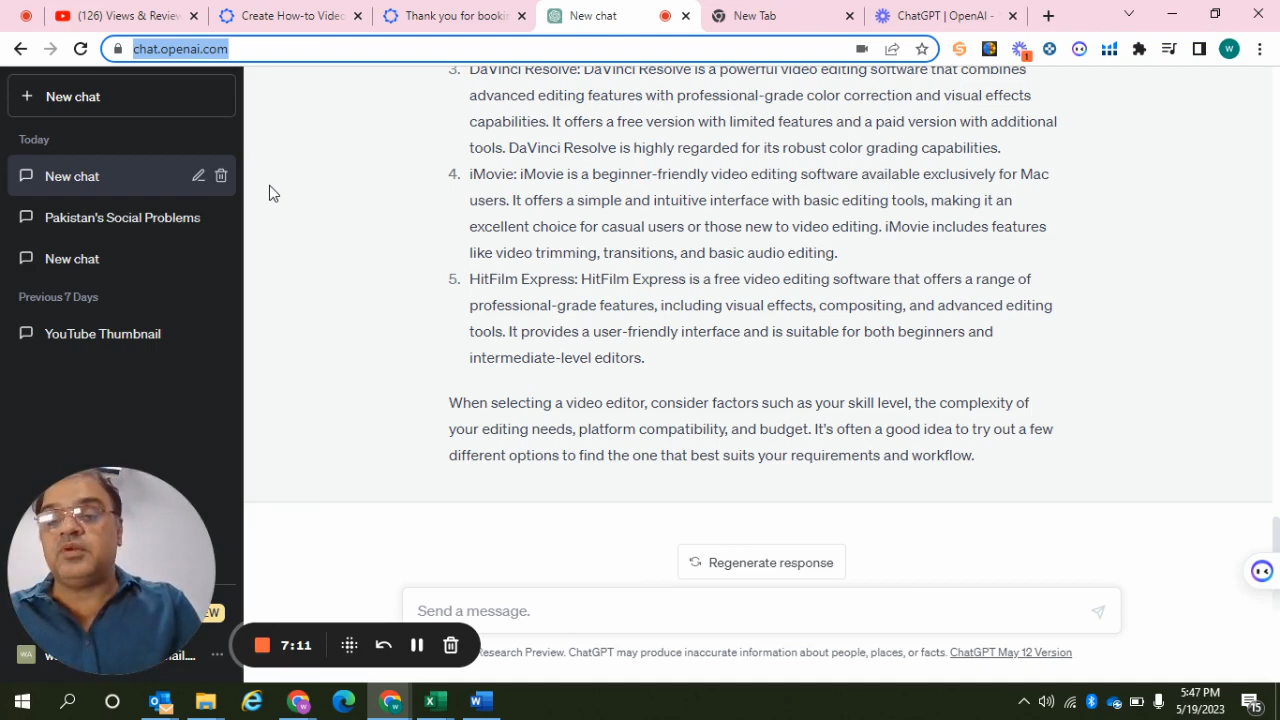 (126) Views & Review
Create How-to Video
Thank you for bookin
New chat
New Tab
ChatGPT | OpenAI -
chat.openai.com
1
W
New chat
Today
New chat
Pakistan's Social Problems
New chat
Previous 7 Days
YouTube Thumbnail
3. DaVinci Resolve: DaVinci Resolve is a powerful video editing software that combines
advanced editing features with professional-grade color correction and visual effects
capabilities. It offers a free version with limited features and a paid version with additional
tools. DaVinci Resolve is highly regarded for its robust color grading capabilities.
4. iMovie: iMovie is a beginner-friendly video editing software available exclusively for Mac
users. It offers a simple and intuitive interface with basic editing tools, making it an
excellent choice for casual users or those new to video editing. iMovie includes features
like video trimming, transitions, and basic audio editing.
5. HitFilm Express: HitFilm Express is a free video editing software that offers a range of
professional-grade features, including visual effects, compositing, and advanced editing
tools. It provides a user-friendly interface and is suitable for both beginners and
intermediate-level editors.
When selecting a video editor, consider factors such as your skill level, the complexity of
your editing needs, platform compatibility, and budget. It's often a good idea to try out a few
different options to find the one that best suits your requirements and workflow.
Regenerate response
Send a message.
7:11
WA
Research Preview. ChatGPT may produce inaccurate information about people, places, or facts. ChatGPT May 12 Version
5:47 PM
5/19/2023
15